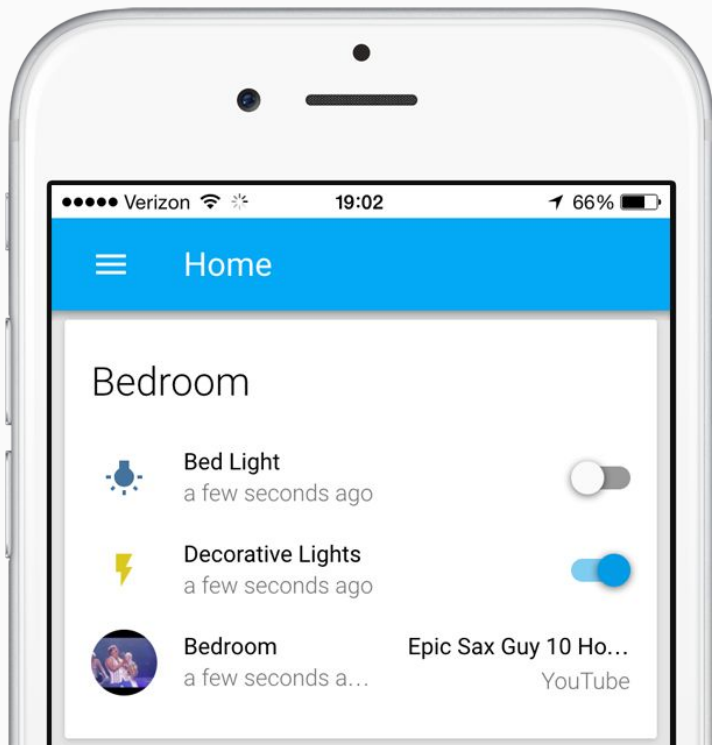 Verizon 19:02 66%
Home
Bedroom
Bed Light
a few seconds ago
Decorative Lights
a few seconds ago
Bedroom Epic Sax Guy 10 Ho...
a few seconds a... YouTube